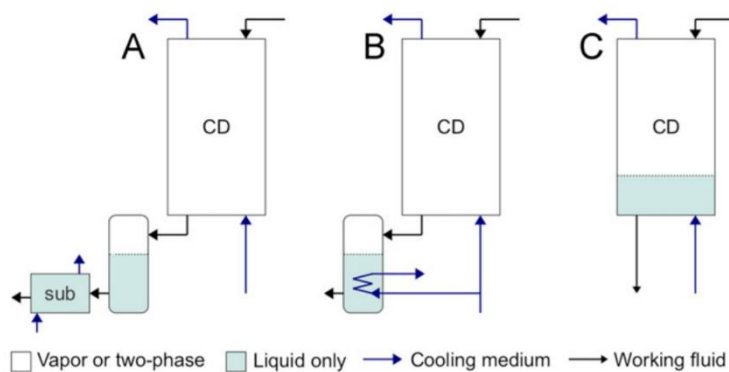 A
B
C
CD
CD
CD
sub
Vapor or two-phase
Liquid only
Cooling medium
Working fluid